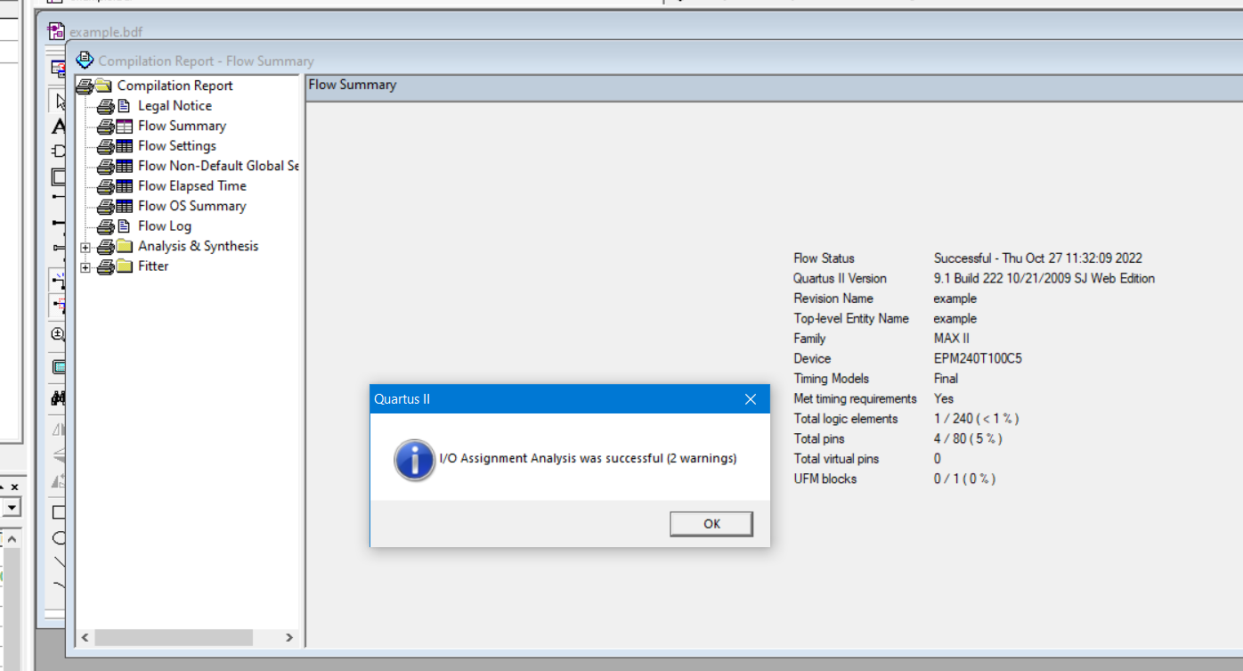 example.bdf
Compilation Report - Flow Summary
Compilation Report
Legal Notice
Flow Summary
Flow Settings
Flow Non-Default Global Se
Flow Elapsed Time
Flow OS Summary
Flow Log
Analysis & Synthesis
Fitter
Flow Summary
Flow Status Successful - Thu Oct 27 11:32:09 2022
Quartus II Version 9.1 Build 222 10/21/2009 SJ Web Edition
Revision Name example
Top-level Entity Name example
Family MAX II
Device EPM240T100C5
Timing Models Final
Met timing requirements Yes
Total logic elements 1 / 240 ( < 1 % )
Total pins 4 / 80 ( 5 % )
Total virtual pins 0
UFM blocks 0 / 1 ( 0 % )
Quartus II
I/O Assignment Analysis was successful (2 warnings)
OK